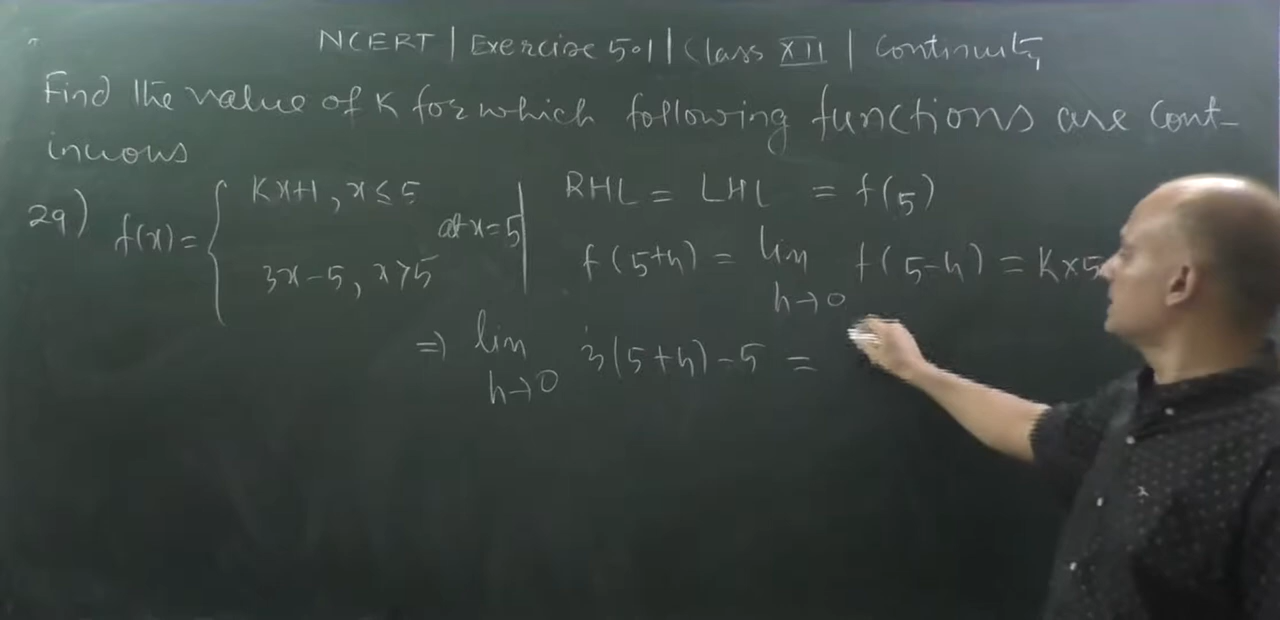 NCERT | Exercise 5.1 | Class XII | Continuity
Find the value of K for which following functions are cont-
inuous
29) f(x) = { Kx+1, x ≤ 5
3x-5, x>5
at x=5
RHL = LHL = f(5)
f(5+h) = lim h→0 f(5-h) = K×5
⇒ lim h→0 3(5+h)-5 =